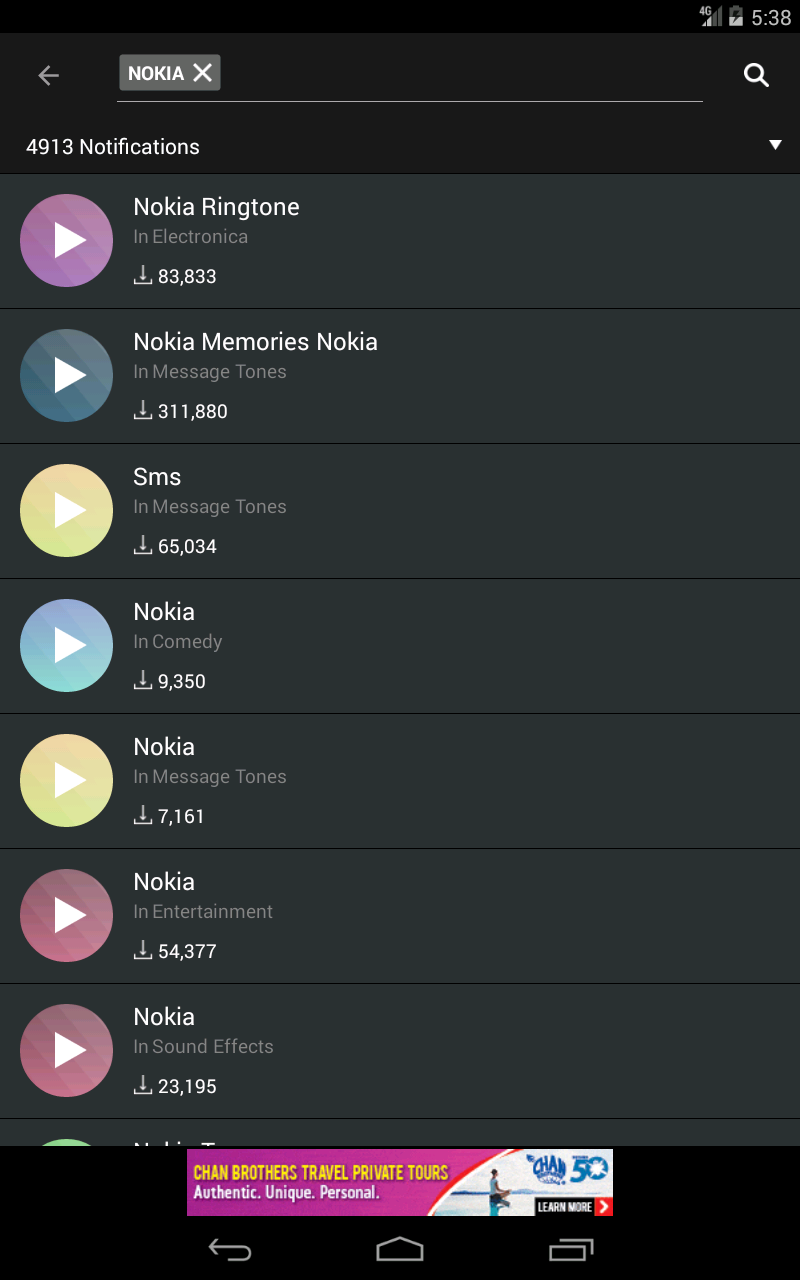 4G 5:38
NOKIA
4913 Notifications
Nokia Ringtone
In Electronica
83,833
Nokia Memories Nokia
In Message Tones
311,880
Sms
In Message Tones
65,034
Nokia
In Comedy
9,350
Nokia
In Message Tones
7,161
Nokia
In Entertainment
54,377
Nokia
In Sound Effects
23,195
CHAN BROTHERS TRAVEL PRIVATE TOURS
Authentic. Unique. Personal.
CHAN
50
LEARN MORE